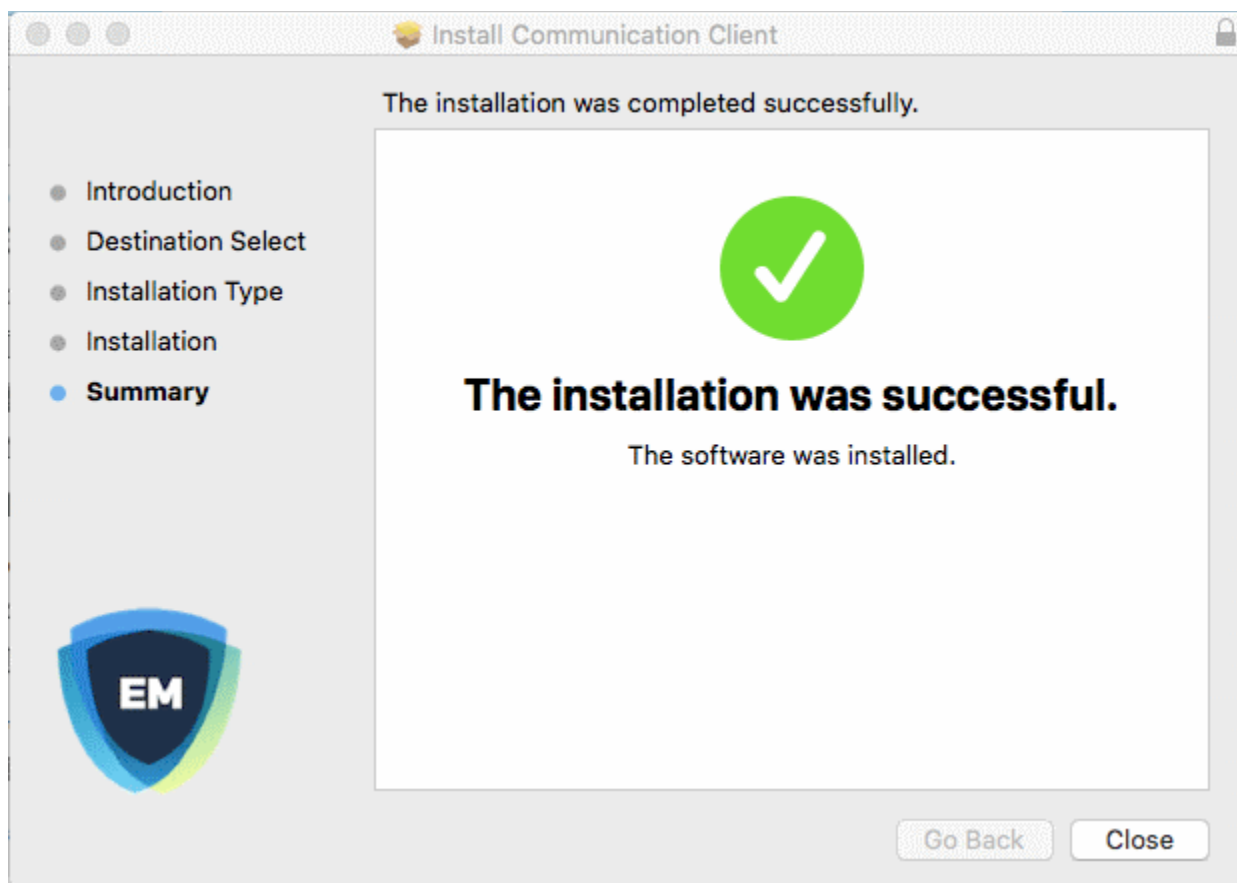 Install Communication Client
The installation was completed successfully.
Introduction
Destination Select
Installation Type
Installation
Summary
The installation was successful.
The software was installed.
EM
Go Back
Close